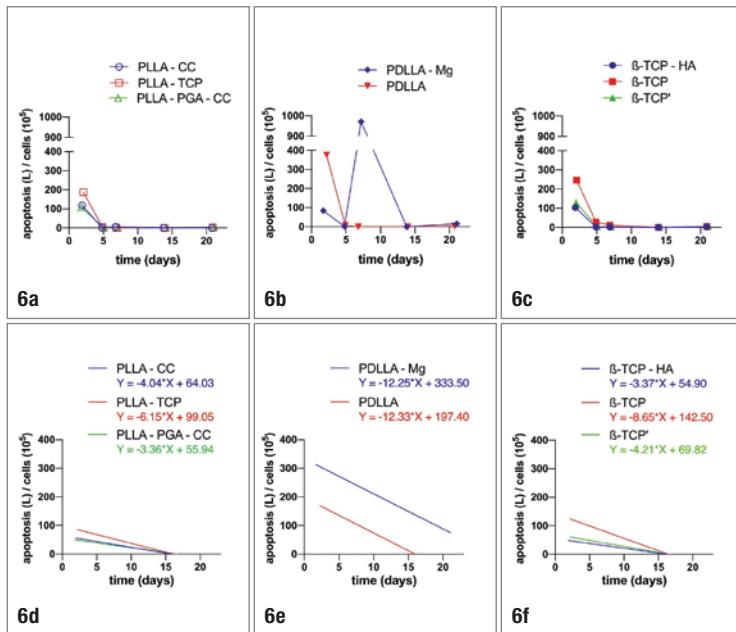 PLLA - CC
PLLA - TCP
PLLA - PGA - CC
apoptosis (L) / cells (10⁵)
1000
900
400
300
200
100
0
0 5 10 15 20
time (days)
6a
PDLLA - Mg
PDLLA
apoptosis (L) / cells (10⁵)
1000
900
400
300
200
100
0
0 5 10 15 20
time (days)
6b
ß-TCP - HA
ß-TCP
ß-TCP'
apoptosis (L) / cells (10⁵)
1000
900
400
300
200
100
0
0 5 10 15 20
time (days)
6c
PLLA - CC
Y = -4.04*X + 64.03
PLLA - TCP
Y = -6.15*X + 99.05
PLLA - PGA - CC
Y = -3.36*X + 55.94
apoptosis (L) / cells (10⁵)
400
300
200
100
0
0 5 10 15 20
time (days)
6d
PDLLA - Mg
Y = -12.25*X + 333.50
PDLLA
Y = -12.33*X + 197.40
apoptosis (L) / cells (10⁵)
400
300
200
100
0
0 5 10 15 20
time (days)
6e
ß-TCP - HA
Y = -3.37*X + 54.90
ß-TCP
Y = -8.65*X + 142.50
ß-TCP'
Y = -4.21*X + 69.82
apoptosis (L) / cells (10⁵)
400
300
200
100
0
0 5 10 15 20
time (days)
6f